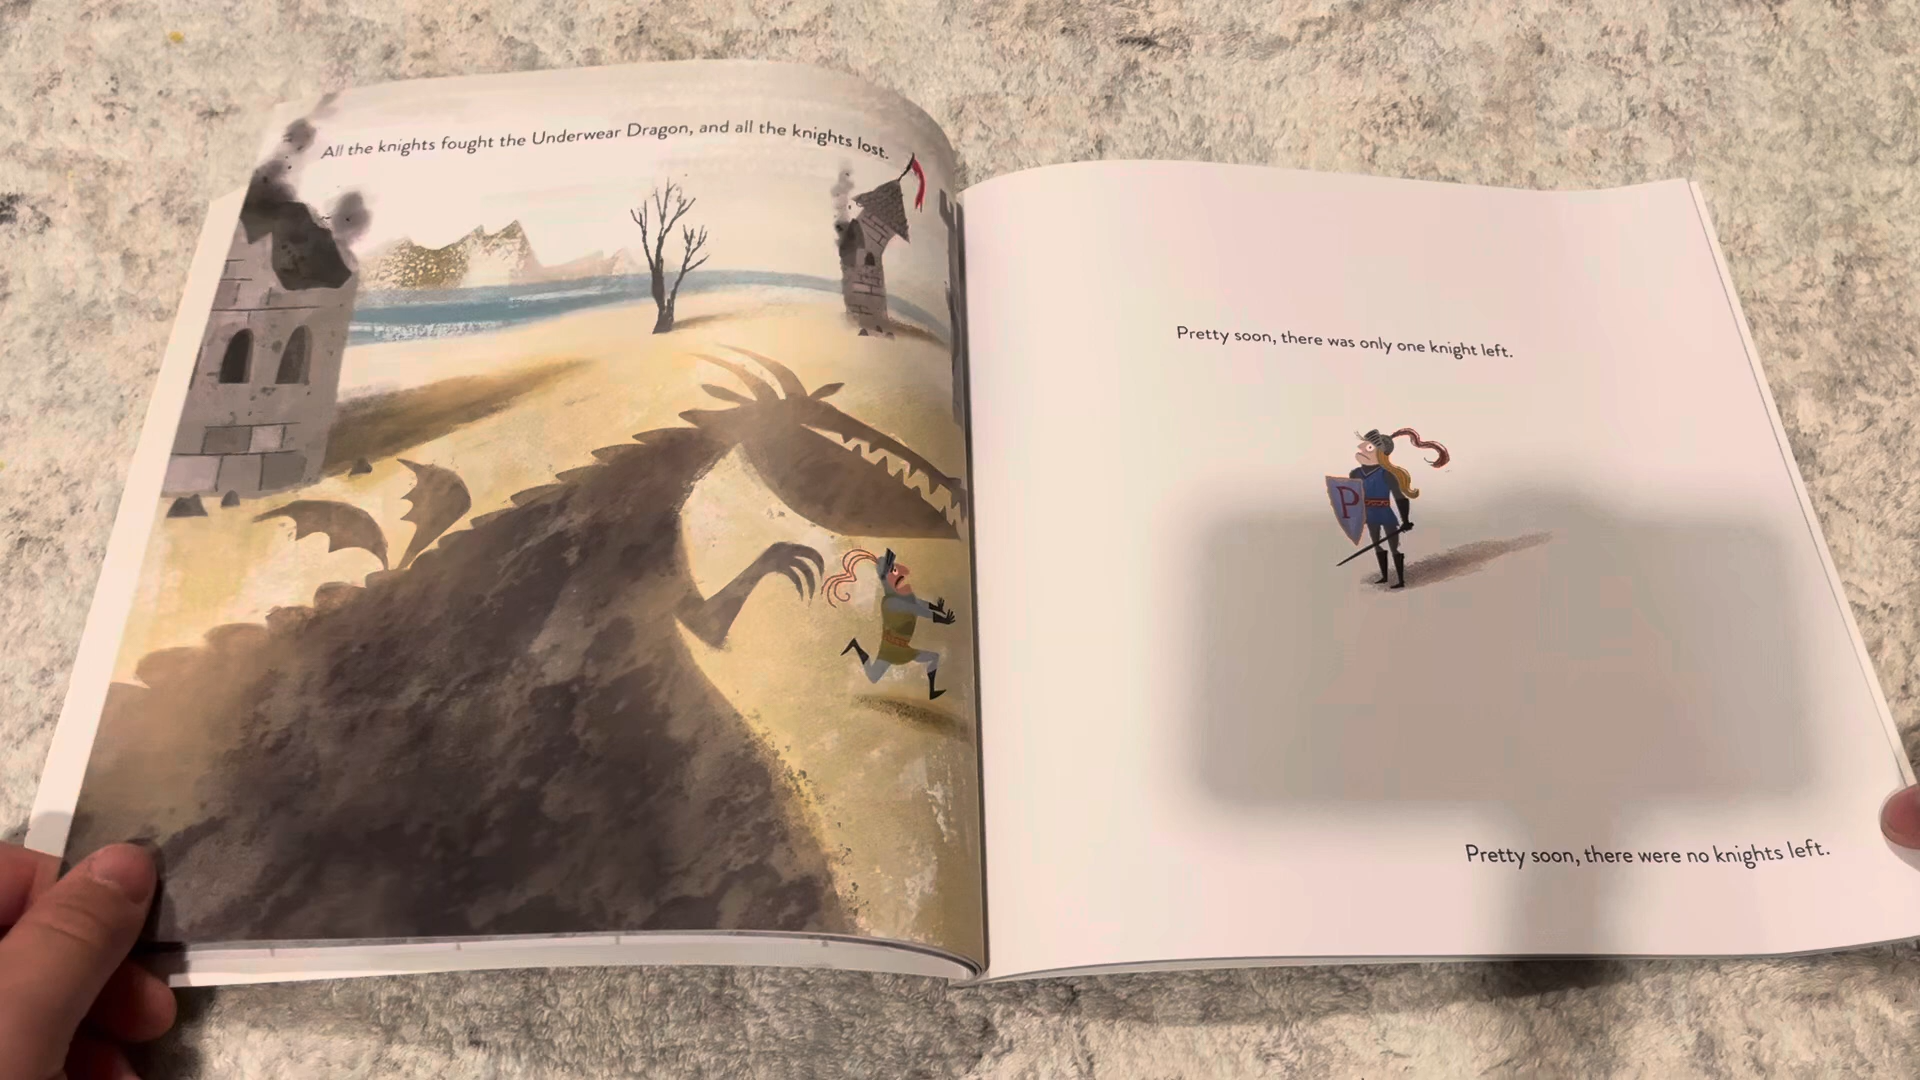 All the knights fought the Underwear Dragon, and all the knights lost.
Pretty soon, there was only one knight left.
P
Pretty soon, there were no knights left.